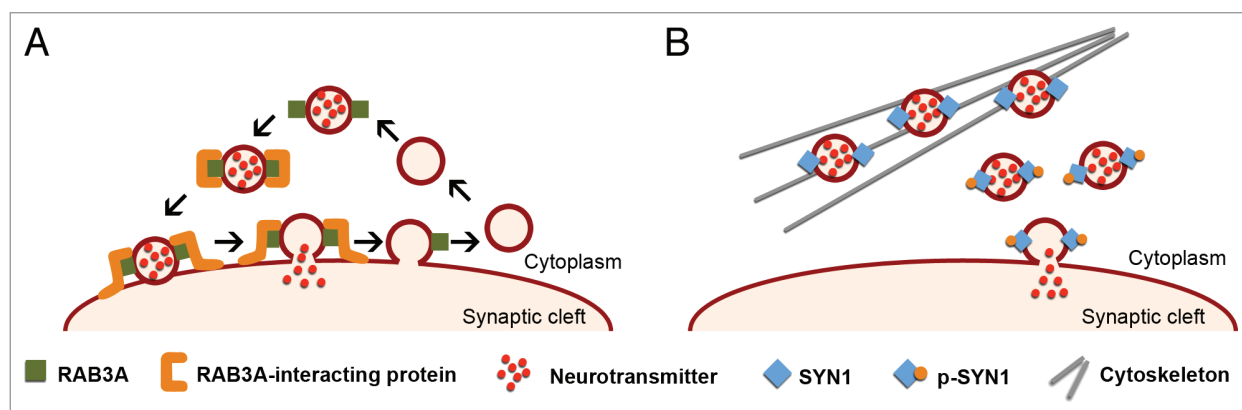 A
B
Cytoplasm
Synaptic cleft
Cytoplasm
Synaptic cleft
RAB3A
RAB3A-interacting protein
Neurotransmitter
SYN1
p-SYN1
Cytoskeleton